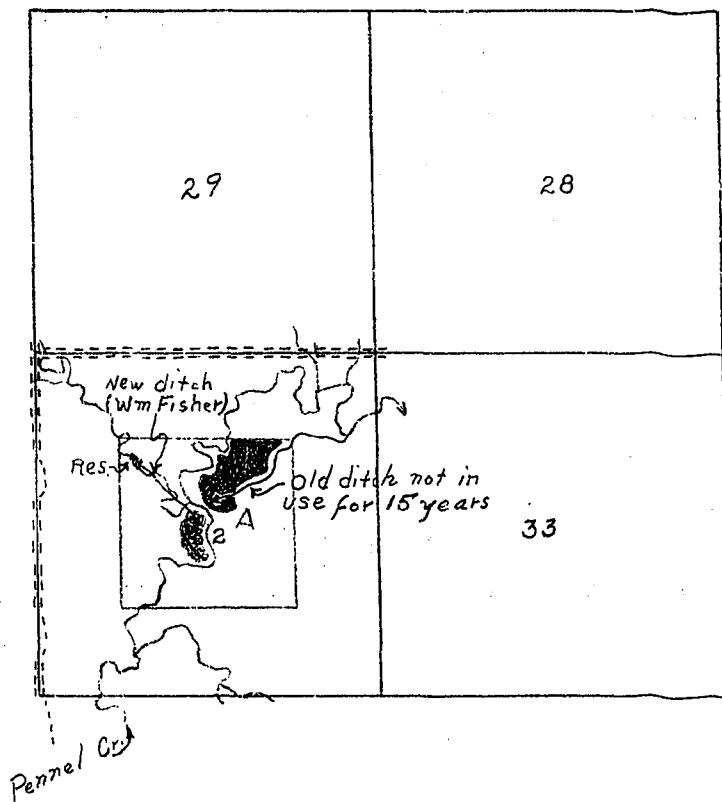 29
28
New ditch
(Wm Fisher)
Res.
Old ditch not in
use for 15 years
A
2
33
Pennel Cr.